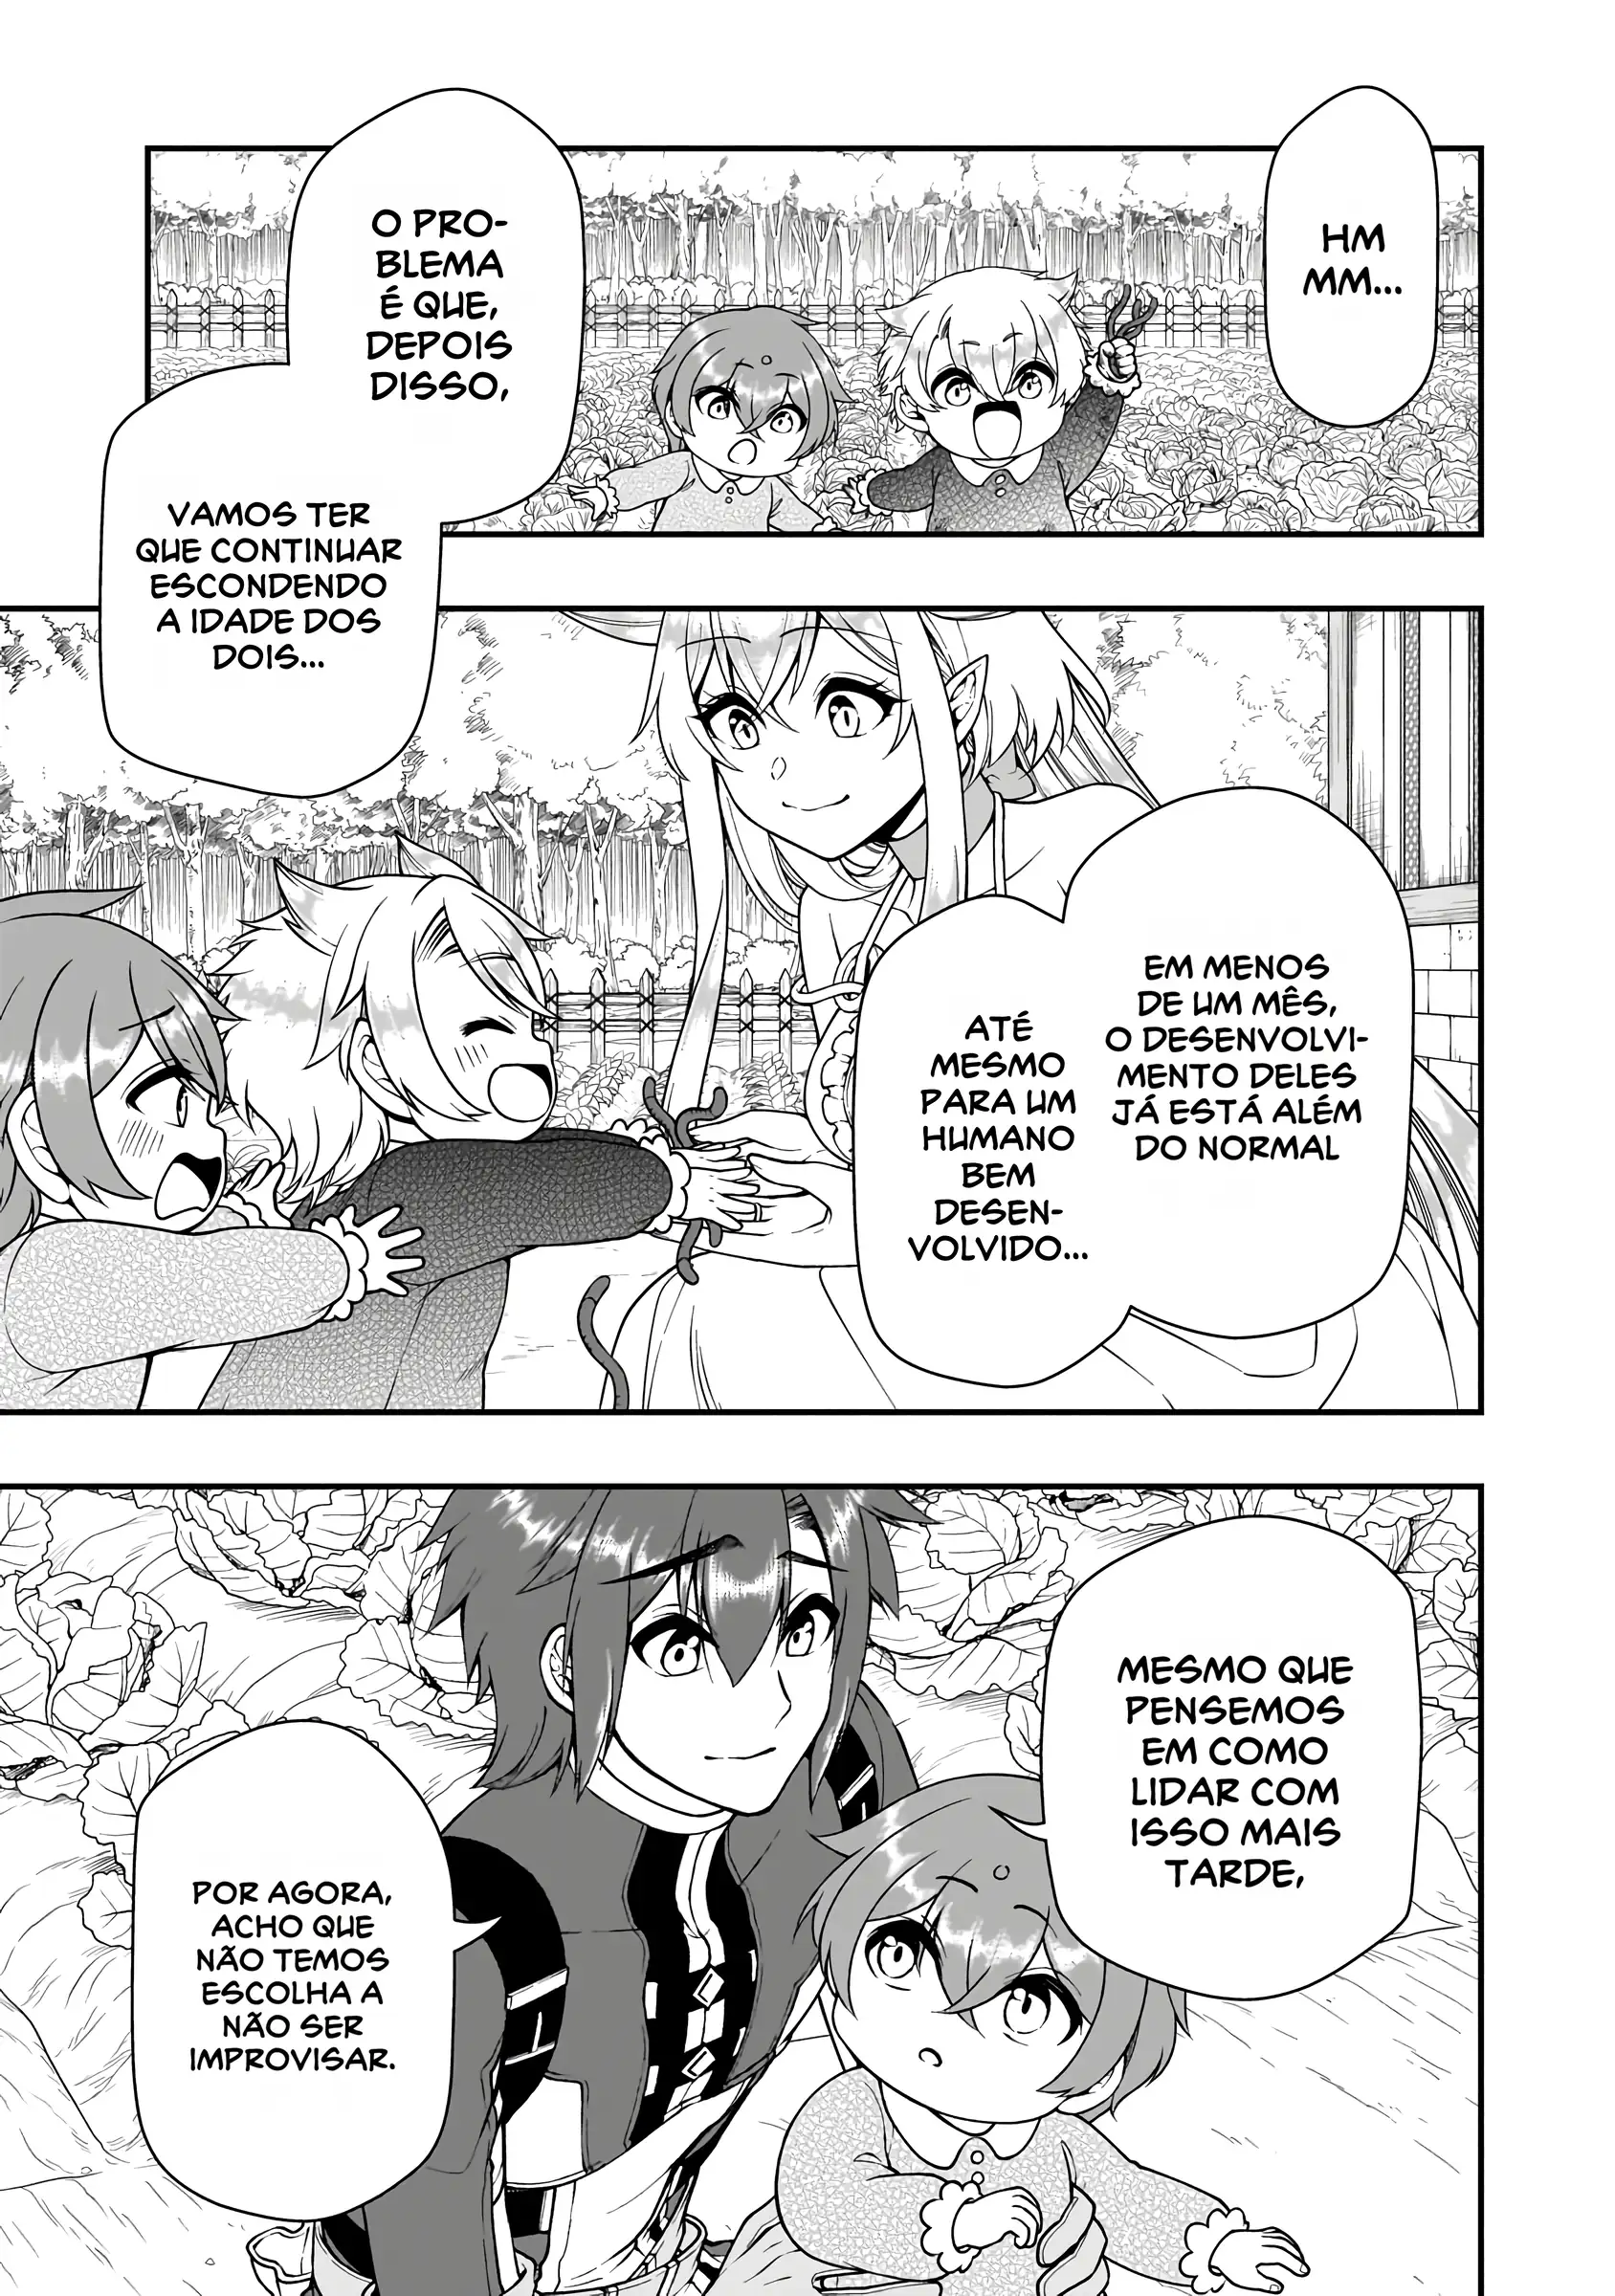 HM
MM...
O PRO-
BLEMA
É QUE,
DEPOIS
DISSO,
VAMOS TER
QUE CONTINUAR
ESCONDENDO
A IDADE DOS
DOIS...
EM MENOS
DE UM MÊS,
O DESENVOLVI-
MENTO DELES
JÁ ESTÁ ALÉM
DO NORMAL
ATÉ
MESMO
PARA UM
HUMANO
BEM
DESEN-
VOLVIDO...
MESMO QUE
PENSEMOS
EM COMO
LIDAR COM
ISSO MAIS
TARDE,
POR AGORA,
ACHO QUE
NÃO TEMOS
ESCOLHA A
NÃO SER
IMPROVISAR.